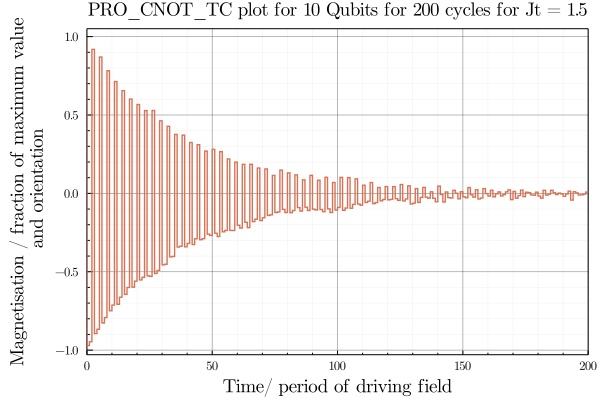 PRO_CNOT_TC plot for 10 Qubits for 200 cycles for Jt = 1.5
Magnetisation / fraction of maximum value
and orientation
1.0
0.5
0.0
−0.5
−1.0
0
50
100
150
200
Time/ period of driving field